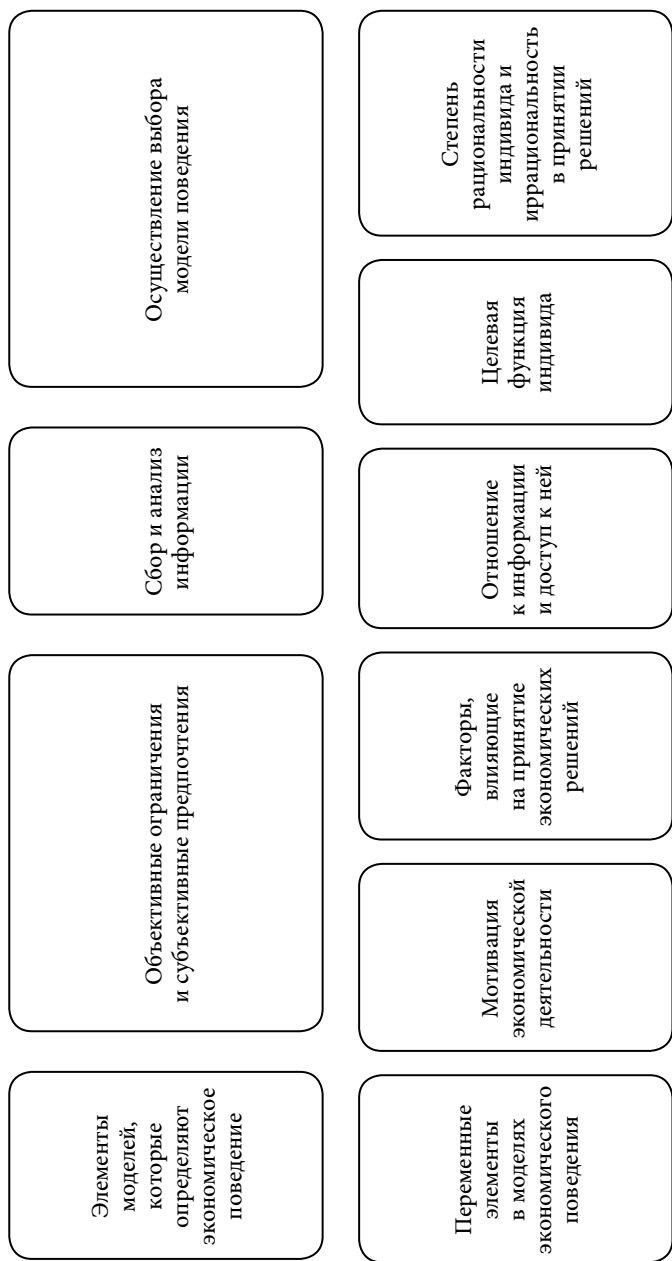 Элементы
моделей,
которые
определяют
экономическое
поведение
Объективные ограничения
и субъективные предпочтения
Сбор и анализ
информации
Осуществление выбора
модели поведения
Переменные
элементы
в моделях
экономического
поведения
Мотивация
экономической
деятельности
Факторы,
влияющие
на принятие
экономических
решений
Отношение
к информации
и доступ к ней
Целевая
функция
индивида
Степень
рациональности
индивида и
иррациональность
в принятии
решений